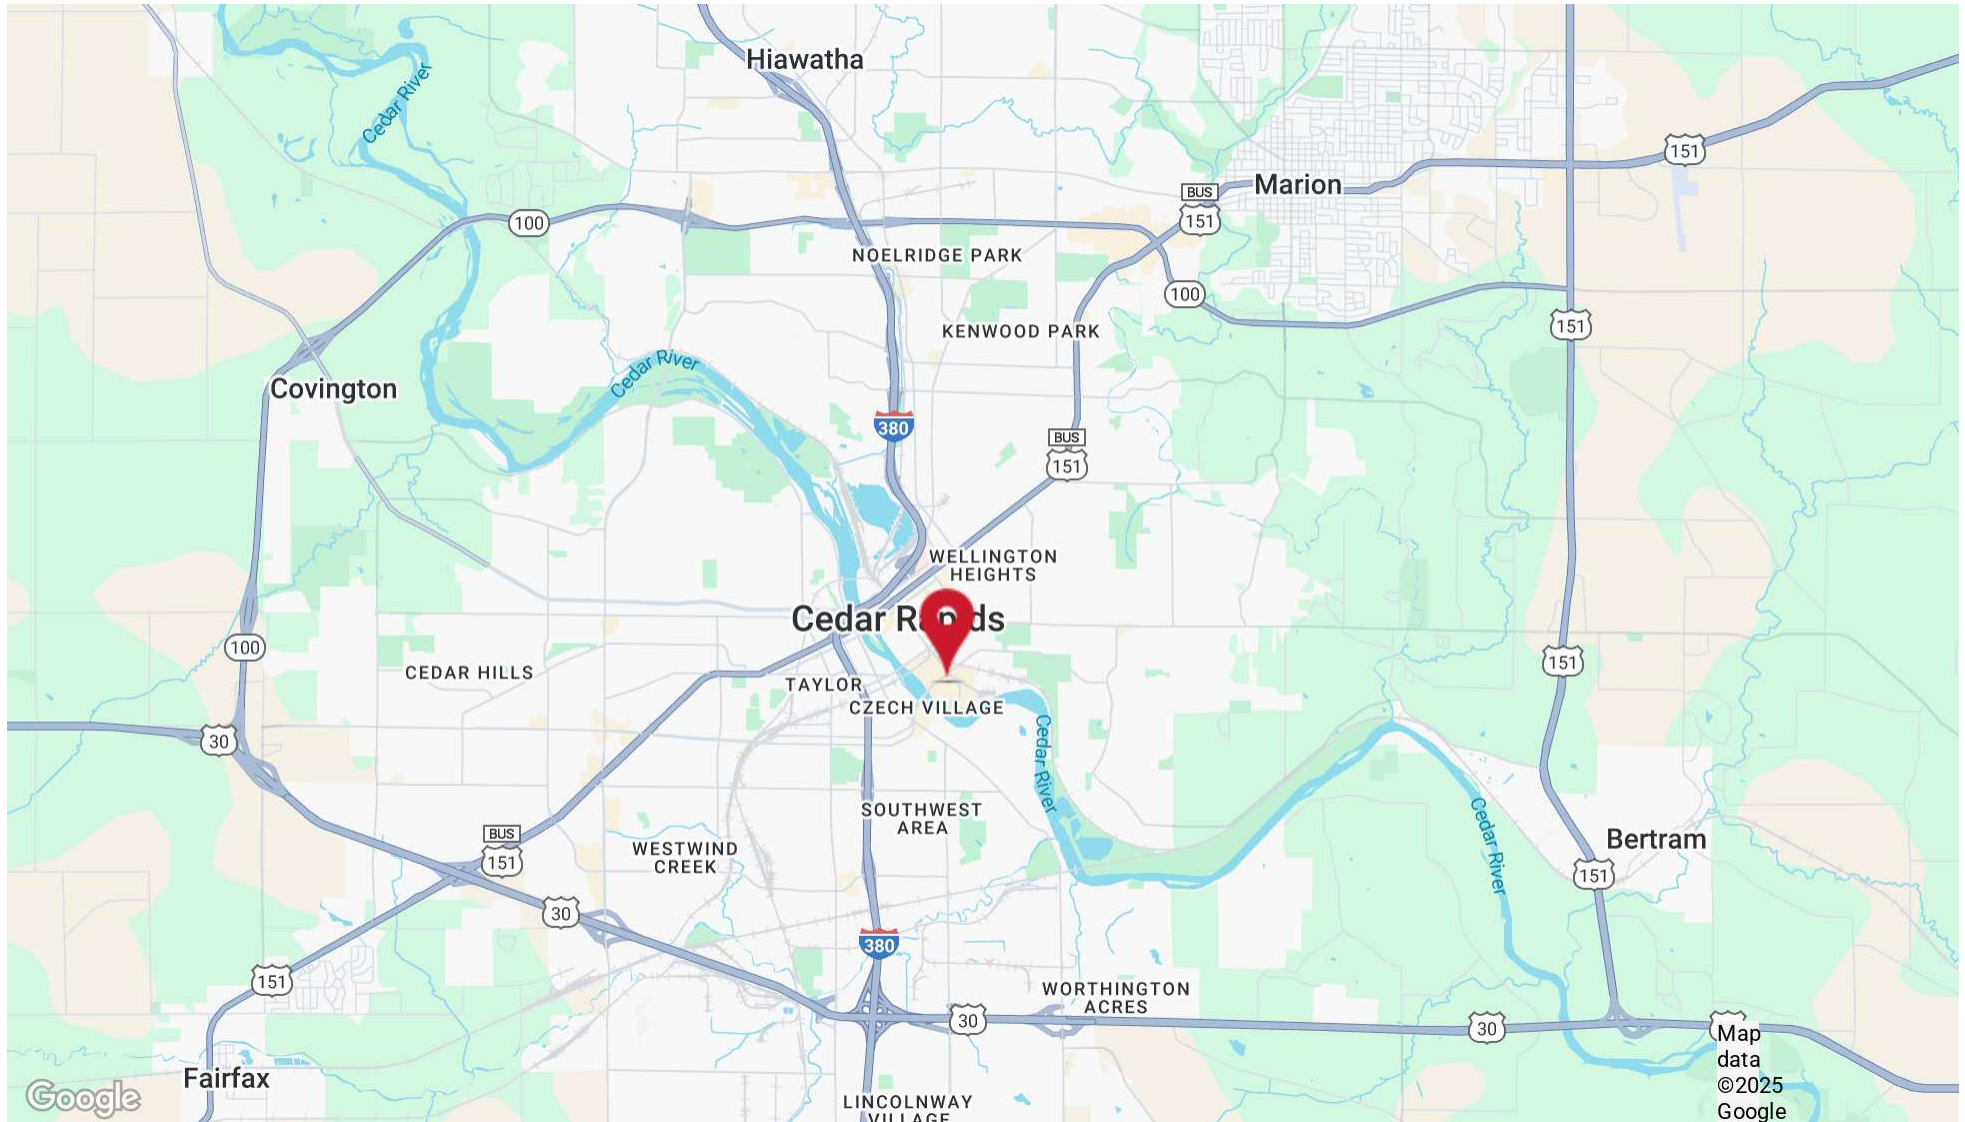 Hiawatha
Cedar River
151
BUS
151
Marion
100
NOELRIDGE PARK
100
151
KENWOOD PARK
Cedar River
Covington
380
BUS
151
WELLINGTON
HEIGHTS
Cedar Rapids
100
151
CEDAR HILLS
TAYLOR
CZECH VILLAGE
30
Cedar River
SOUTHWEST
AREA
Cedar River
BUS
151
Bertram
WESTWIND
CREEK
151
30
380
151
WORTHINGTON
ACRES
30
30
Map
data
©2025
Google
Fairfax
Google
LINCOLNWAY
VILLAGE